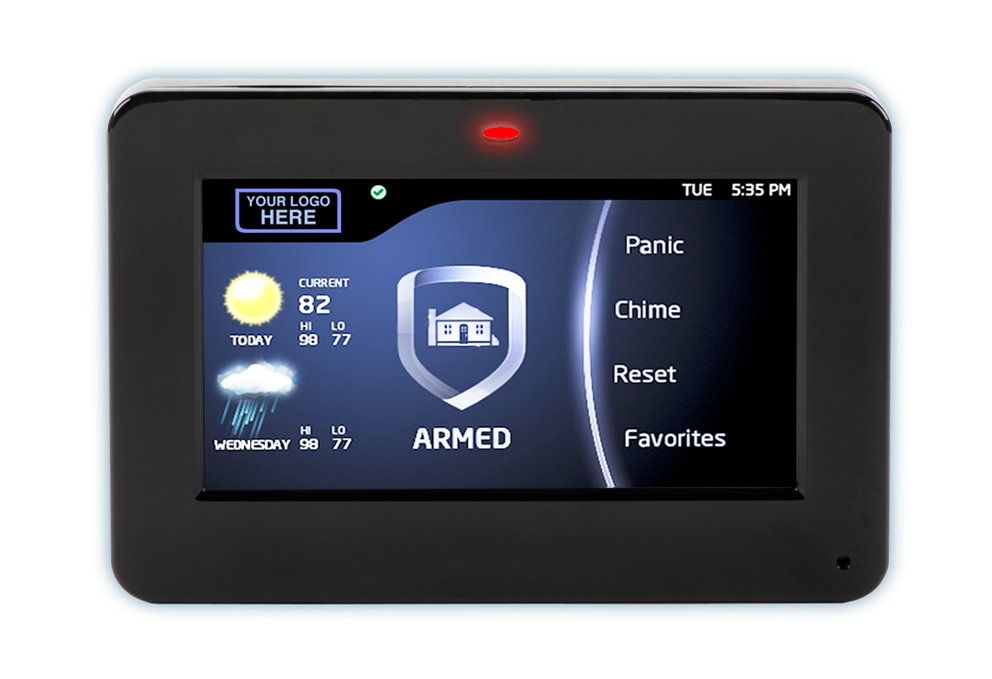 YOUR LOGO
HERE
TUE 5:35 PM
CURRENT
82
HI LO
98 77
TODAY
HI LO
98 77
WEDNESDAY
ARMED
Panic
Chime
Reset
Favorites